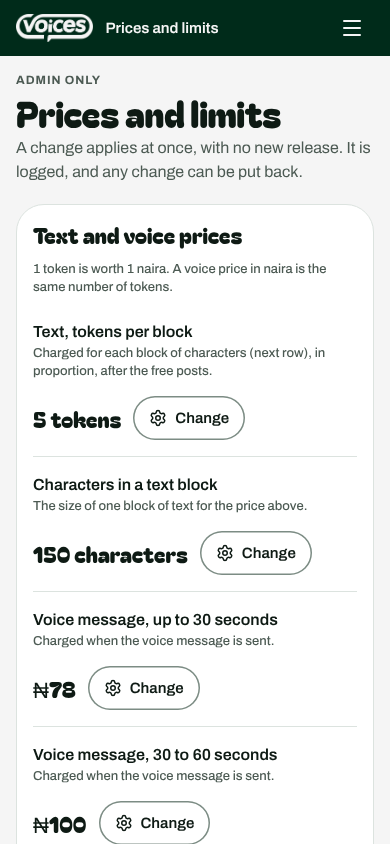 voices
Prices and limits
ADMIN ONLY
Prices and limits
A change applies at once, with no new release. It is
logged, and any change can be put back.
Text and voice prices
1 token is worth 1 naira. A voice price in naira is the
same number of tokens.
Text, tokens per block
Charged for each block of characters (next row), in
proportion, after the free posts.
5 tokens
Change
Characters in a text block
The size of one block of text for the price above.
150 characters
Change
Voice message, up to 30 seconds
Charged when the voice message is sent.
₦78
Change
Voice message, 30 to 60 seconds
Charged when the voice message is sent.
₦100
Change